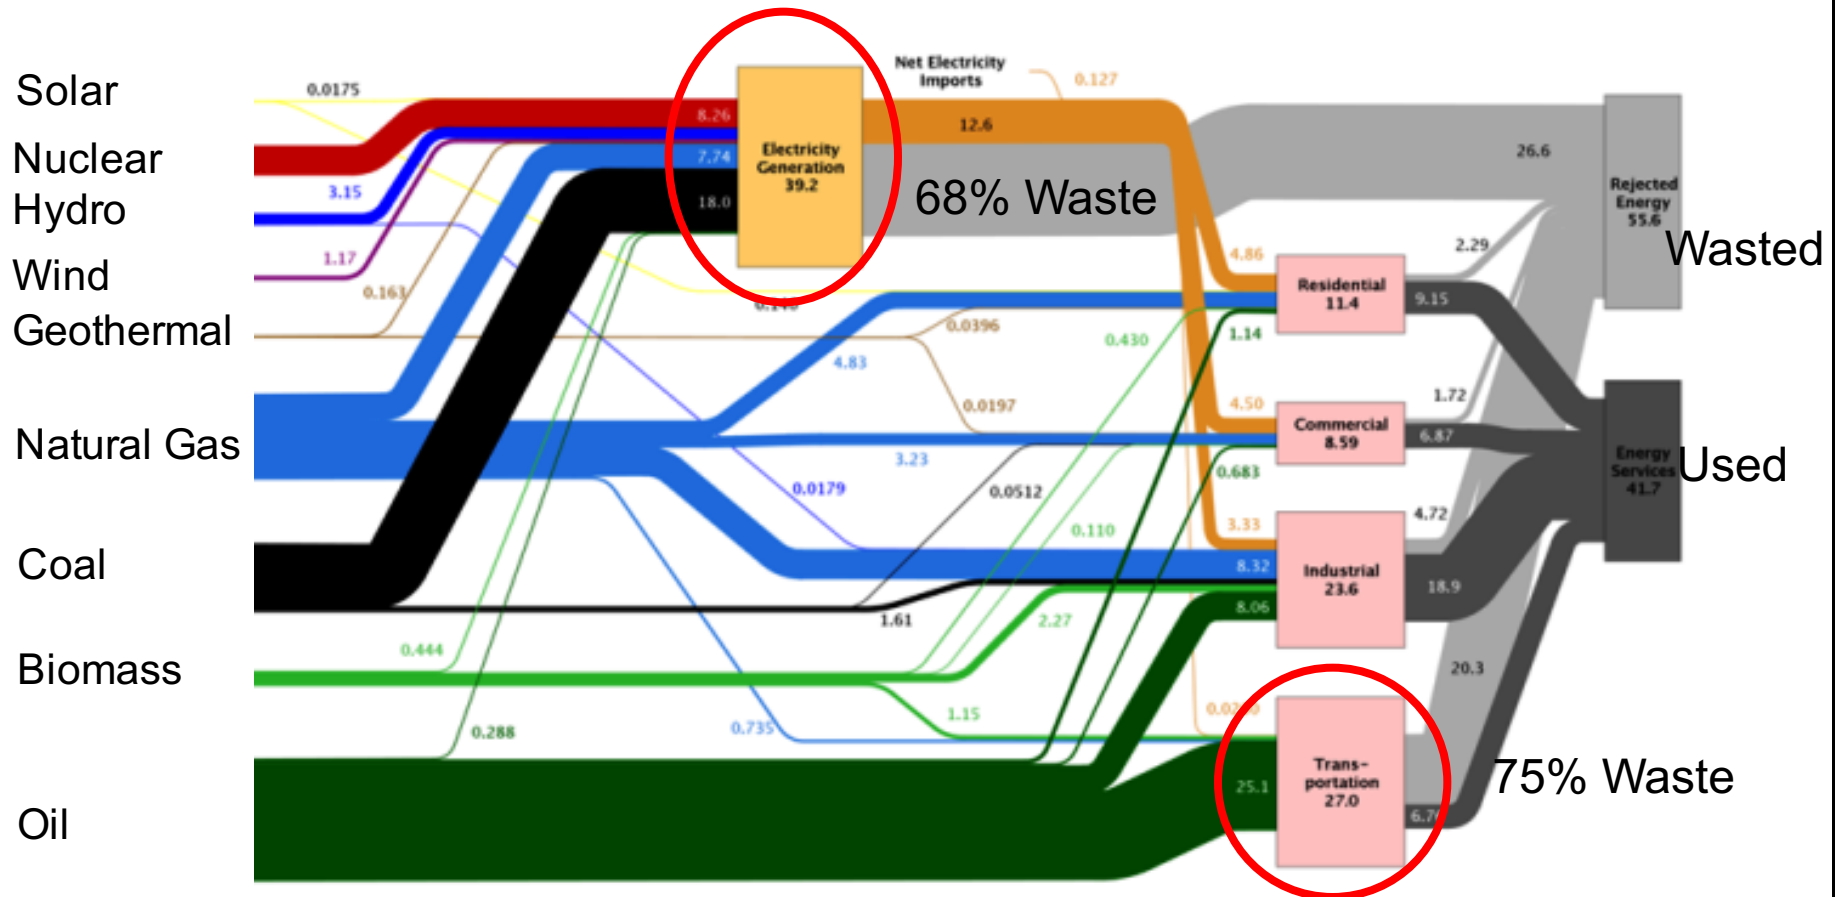 Solar
Nuclear
Hydro
Wind
Geothermal
Natural Gas
Coal
Biomass
Oil
0.0175
3.15
1.17
0.163
8.26
7.74
18.0
Electricity
Generation
39.2
Net Electricity
Imports
0.127
12.6
68% Waste
26.6
Rejected
Energy
55.6
Wasted
4.86
2.29
Residential
11.4
9.15
0.0396
0.430
1.14
4.83
0.0197
4.50
1.72
Commercial
8.59
6.87
Energy
Services
41.7
Used
3.23
0.683
0.0179
0.0512
0.110
3.33
4.72
8.32
Industrial
23.6
18.9
8.06
1.61
2.27
0.444
20.3
1.15
0.735
0.288
25.1
Trans-
portation
27.0
75% Waste